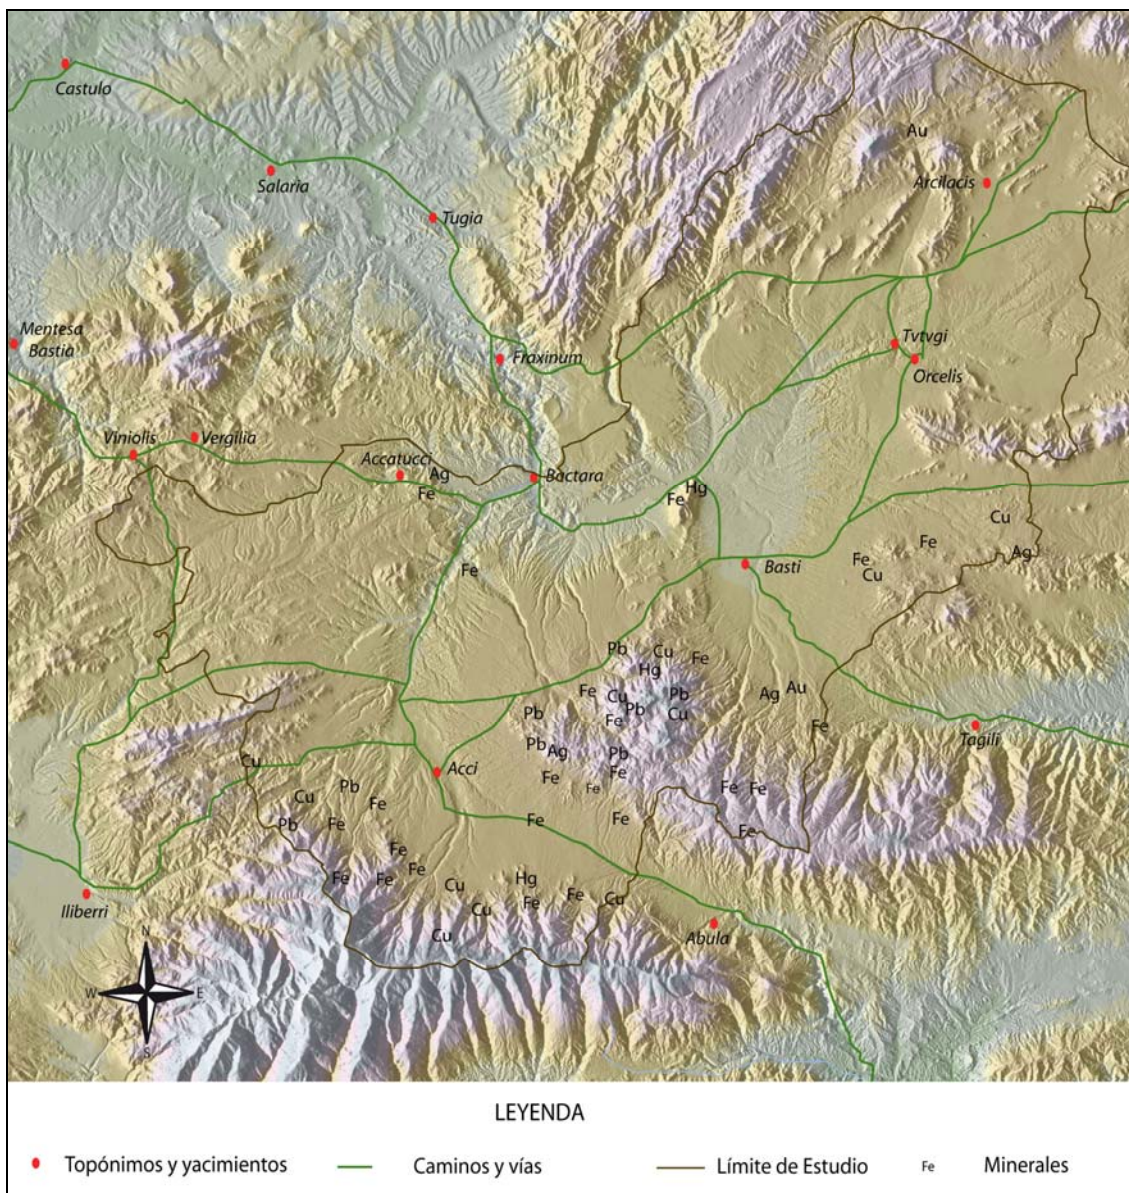 Castulo
Au
Salaria
Arcilacis
Tugia
Mentesa
Bastia
Tvtvgi
Fraxinum
Orcelis
Viniolis
Vergilia
Accatucci
Ag
Bactara
Fe
Hg
Fe
Cu
Fe
Fe
Ag
Basti
Fe
Cu
Pb
Cu
Fe
Hg
Fe
Cu
Pb
Ag
Au
Pb
Pb
Cu
Fe
Fe
Tagili
Pb
Ag
Pb
Cu
Acci
Fe
Fe
Fe
Fe
Fe
Pb
Cu
Fe
Pb
Fe
Fe
Fe
Fe
Fe
Fe
Fe
Fe
Cu
Hg
Fe
Fe
Cu
Cu
Iliberri
Cu
Abula
N
W
E
S
LEYENDA
Topónimos y yacimientos
Caminos y vías
Límite de Estudio
Fe
Minerales